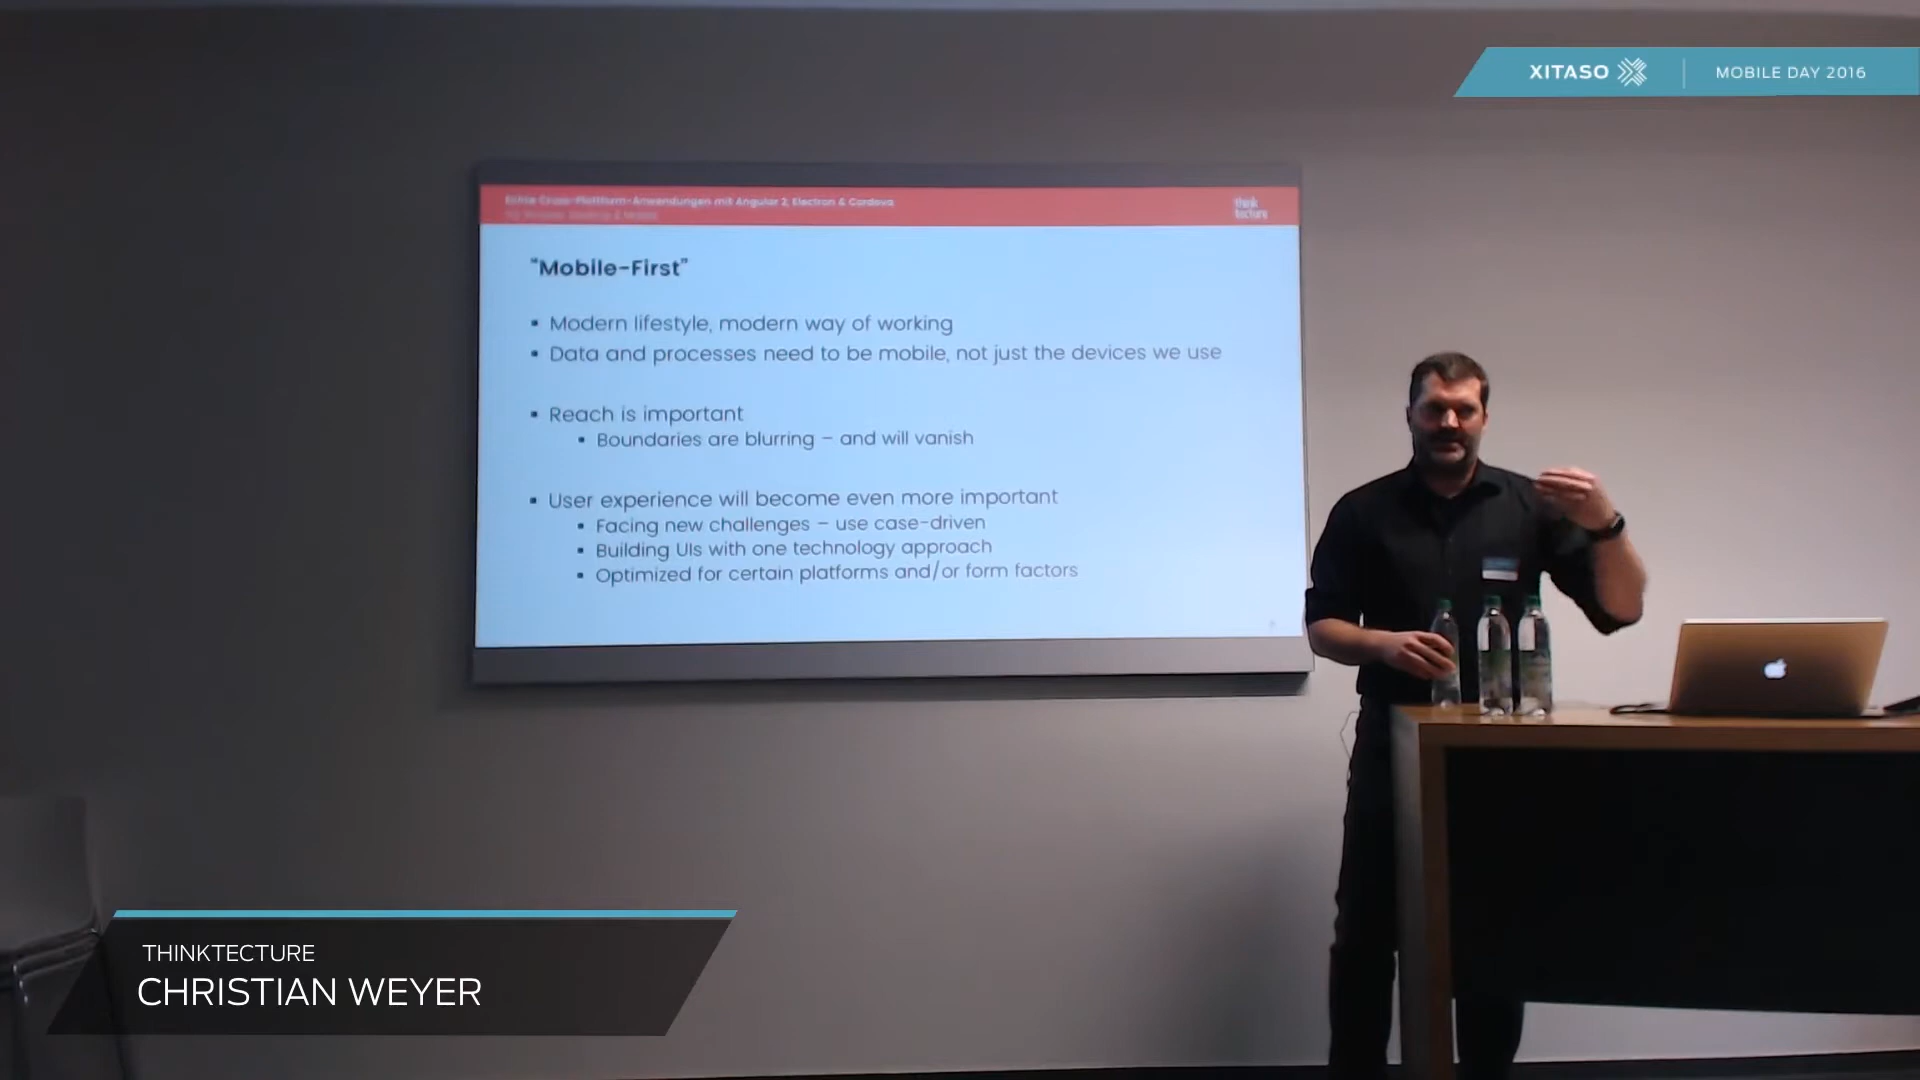 XITASO
MOBILE DAY 2016
Echte Cross-Plattform-Anwendungen mit Angular 2, Electron & Cordova
think
tecture
"Mobile-First"
▪ Modern lifestyle, modern way of working
▪ Data and processes need to be mobile, not just the devices we use
▪ Reach is important
▪ Boundaries are blurring – and will vanish
▪ User experience will become even more important
▪ Facing new challenges – use case-driven
▪ Building UIs with one technology approach
▪ Optimized for certain platforms and/or form factors
THINKTECTURE
CHRISTIAN WEYER